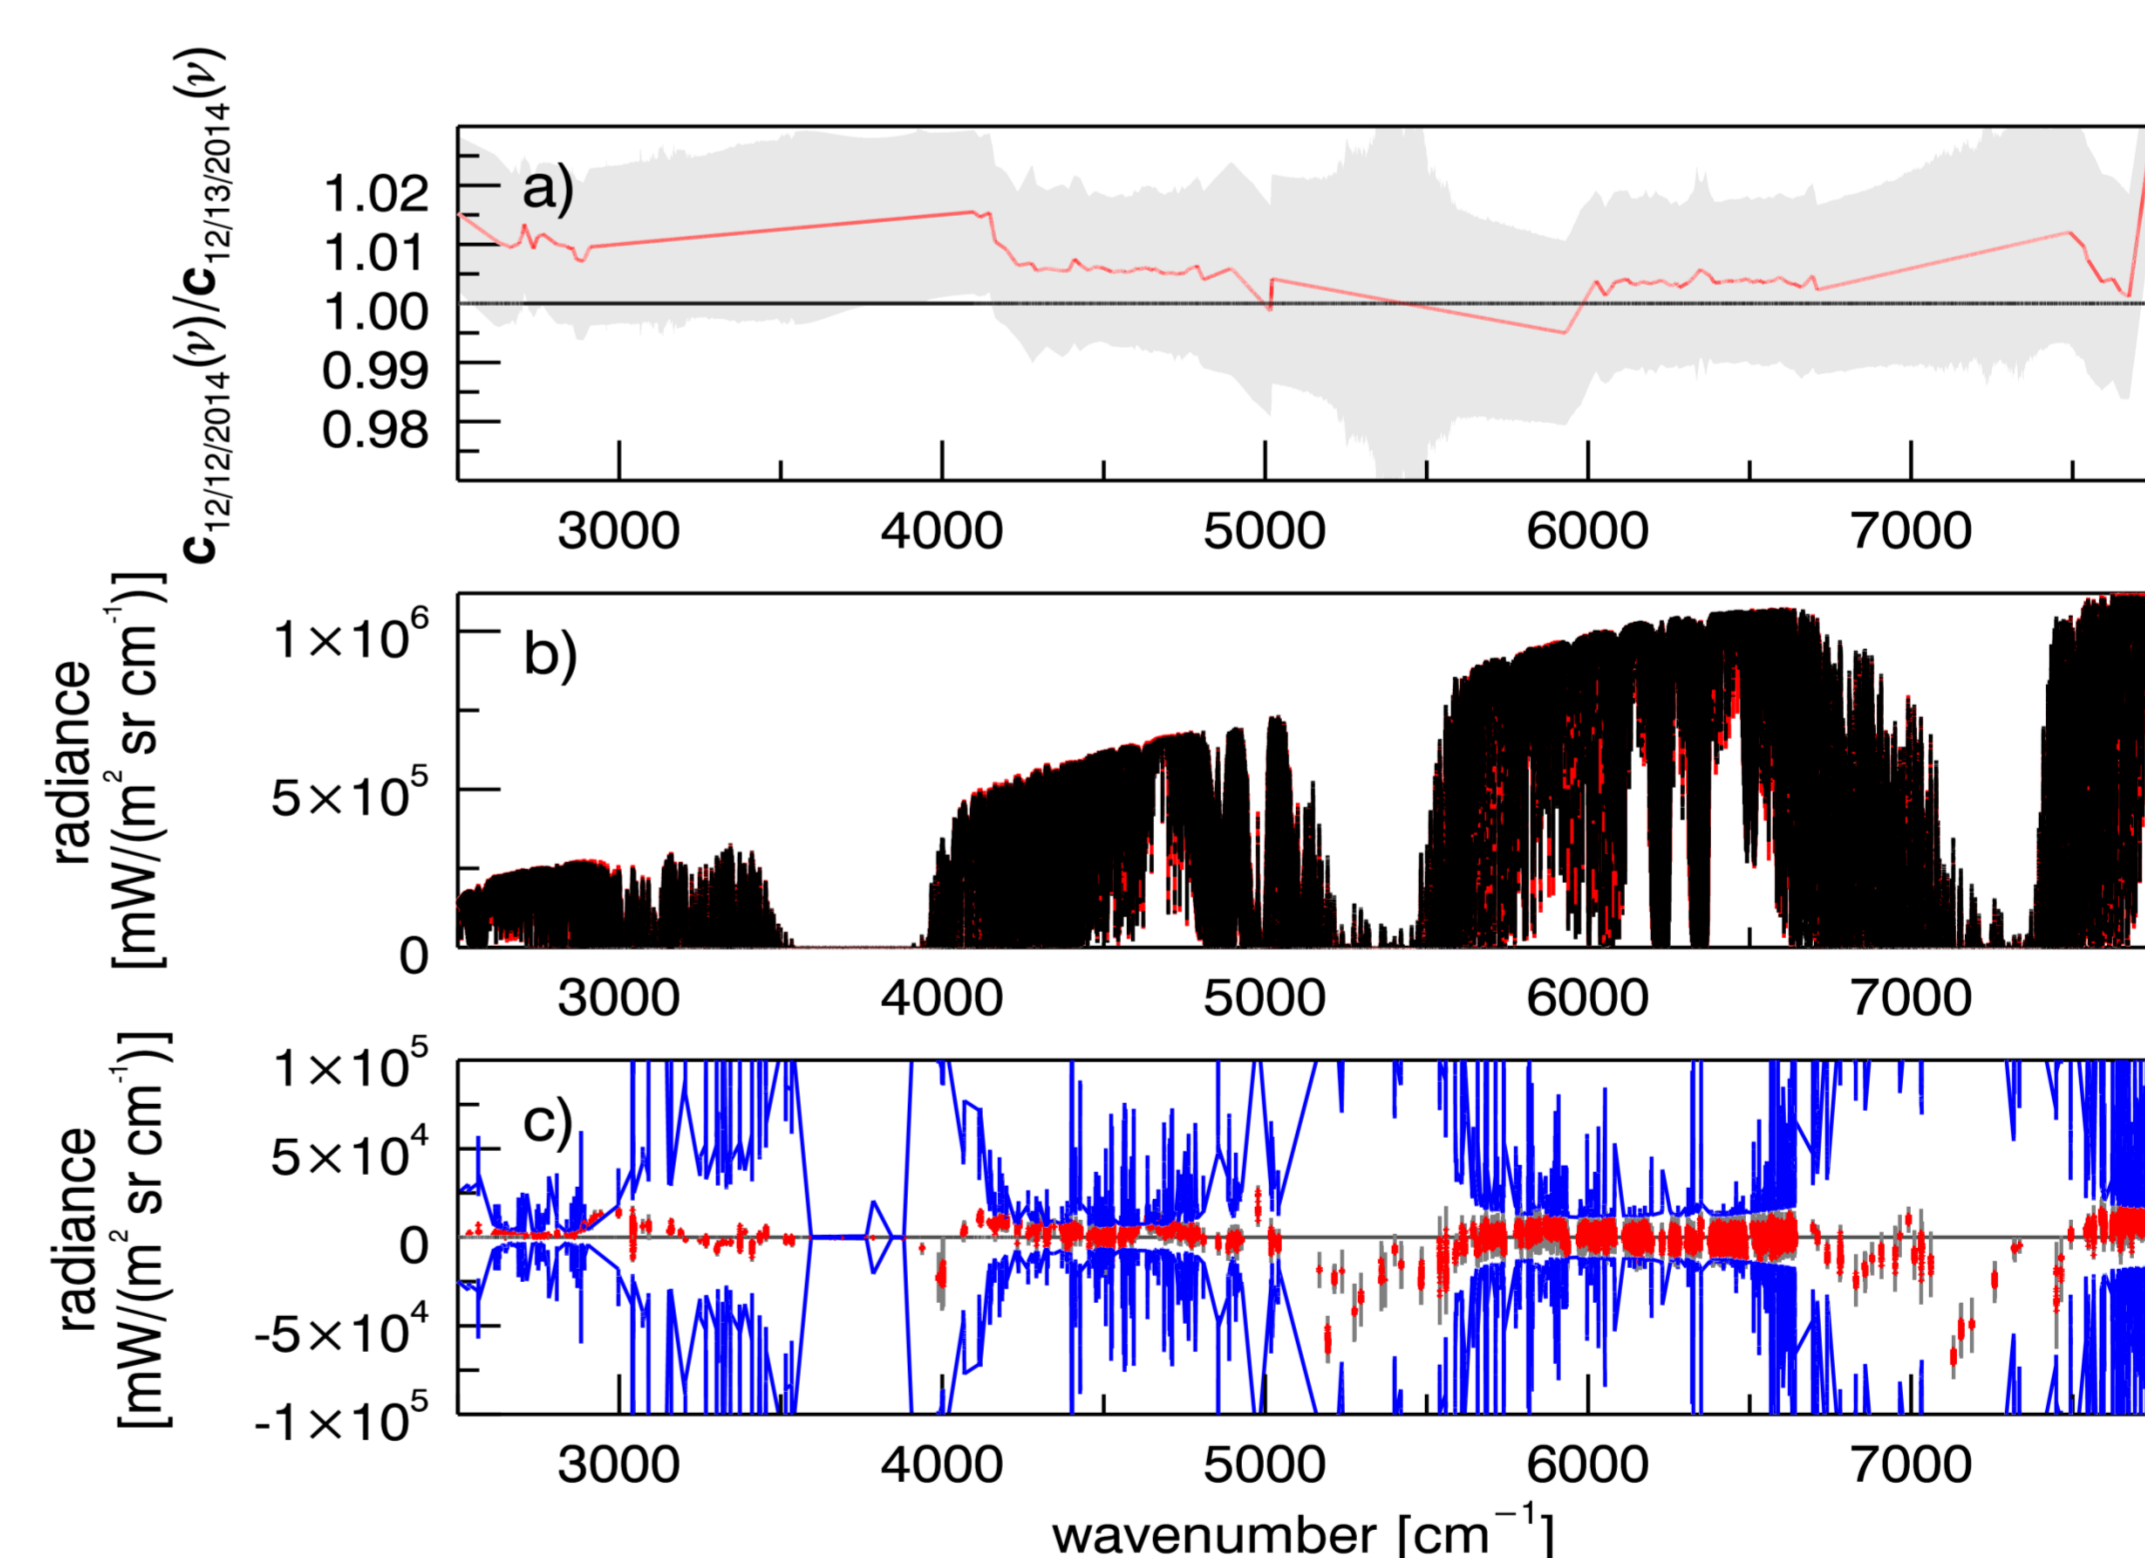 c12/12/2014(ν)/c12/13/2014(ν)
a)
1.02
1.01
1.00
0.99
0.98
3000 4000 5000 6000 7000
radiance
[mW/(m² sr cm⁻¹)]
b)
1×10⁶
5×10⁵
0
3000 4000 5000 6000 7000
radiance
[mW/(m² sr cm⁻¹)]
c)
1×10⁵
5×10⁴
0
-5×10⁴
-1×10⁵
3000 4000 5000 6000 7000
wavenumber [cm⁻¹]